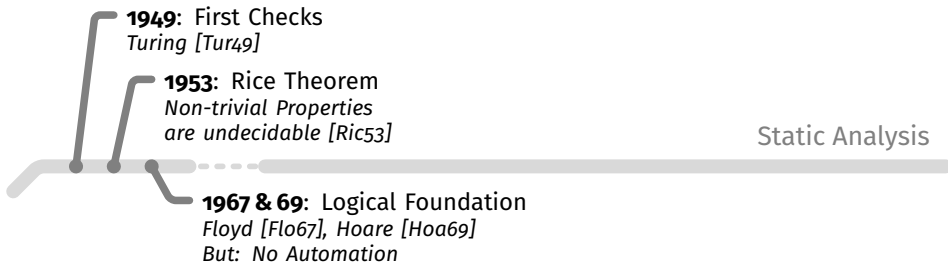 1949: First Checks
Turing [Tur49]
1953: Rice Theorem
Non-trivial Properties
are undecidable [Ric53]
Static Analysis
1967 & 69: Logical Foundation
Floyd [Flo67], Hoare [Hoa69]
But: No Automation